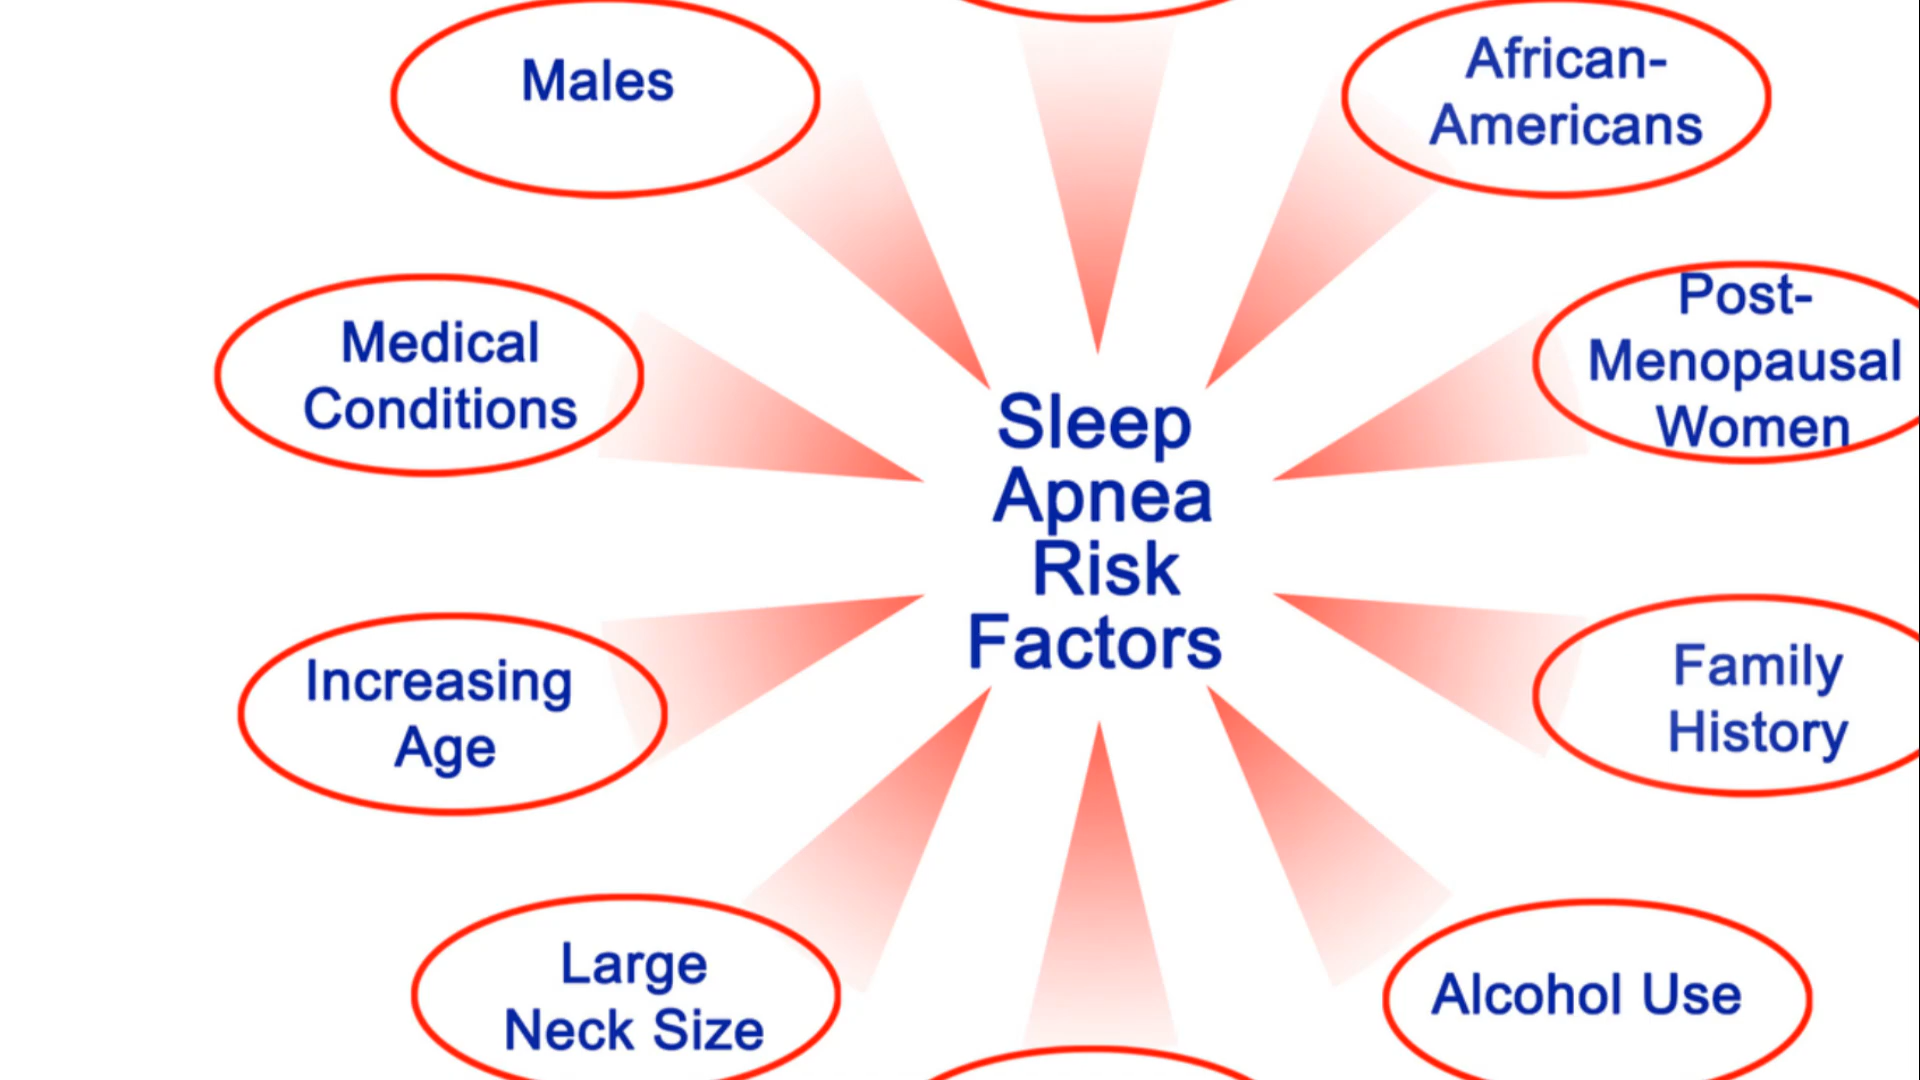 Males
African-
Americans
Medical
Conditions
Post-
Menopausal
Women
Sleep
Apnea
Risk
Factors
Increasing
Age
Family
History
Large
Neck Size
Alcohol Use